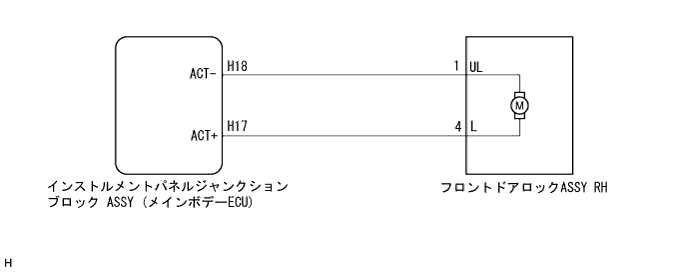 ACT-
H18
1
UL
M
ACT+
H17
4
L
インストルメントパネルジャンクション
ブロック ASSY (メインボデーECU)
フロントドアロックASSY RH
H